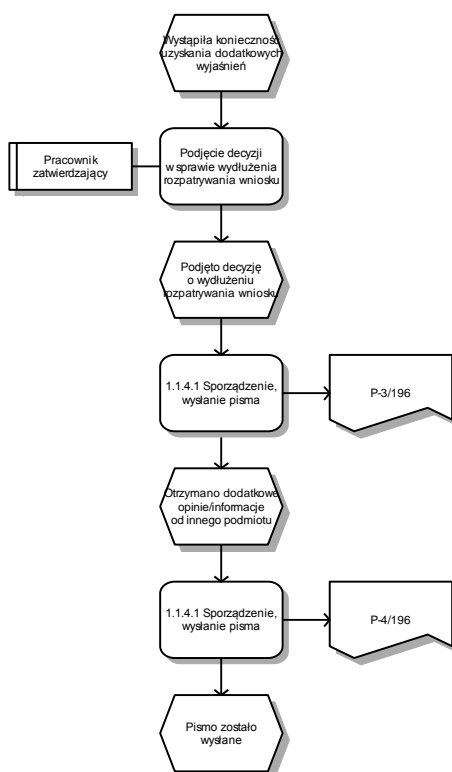 Wystąpiła konieczność
uzyskania dodatkowych
wyjaśnień
Pracownik
zatwierdzający
Podjęcie decyzji
w sprawie wydłużenia
rozpatrywania wniosku
Podjęto decyzję
o wydłużeniu
rozpatrywania wniosku
1.1.4.1 Sporządzenie,
wysłanie pisma
P-3/196
Otrzymano dodatkowe
opinie/informacje
od innego podmiotu
1.1.4.1 Sporządzenie,
wysłanie pisma
P-4/196
Pismo zostało
wysłane